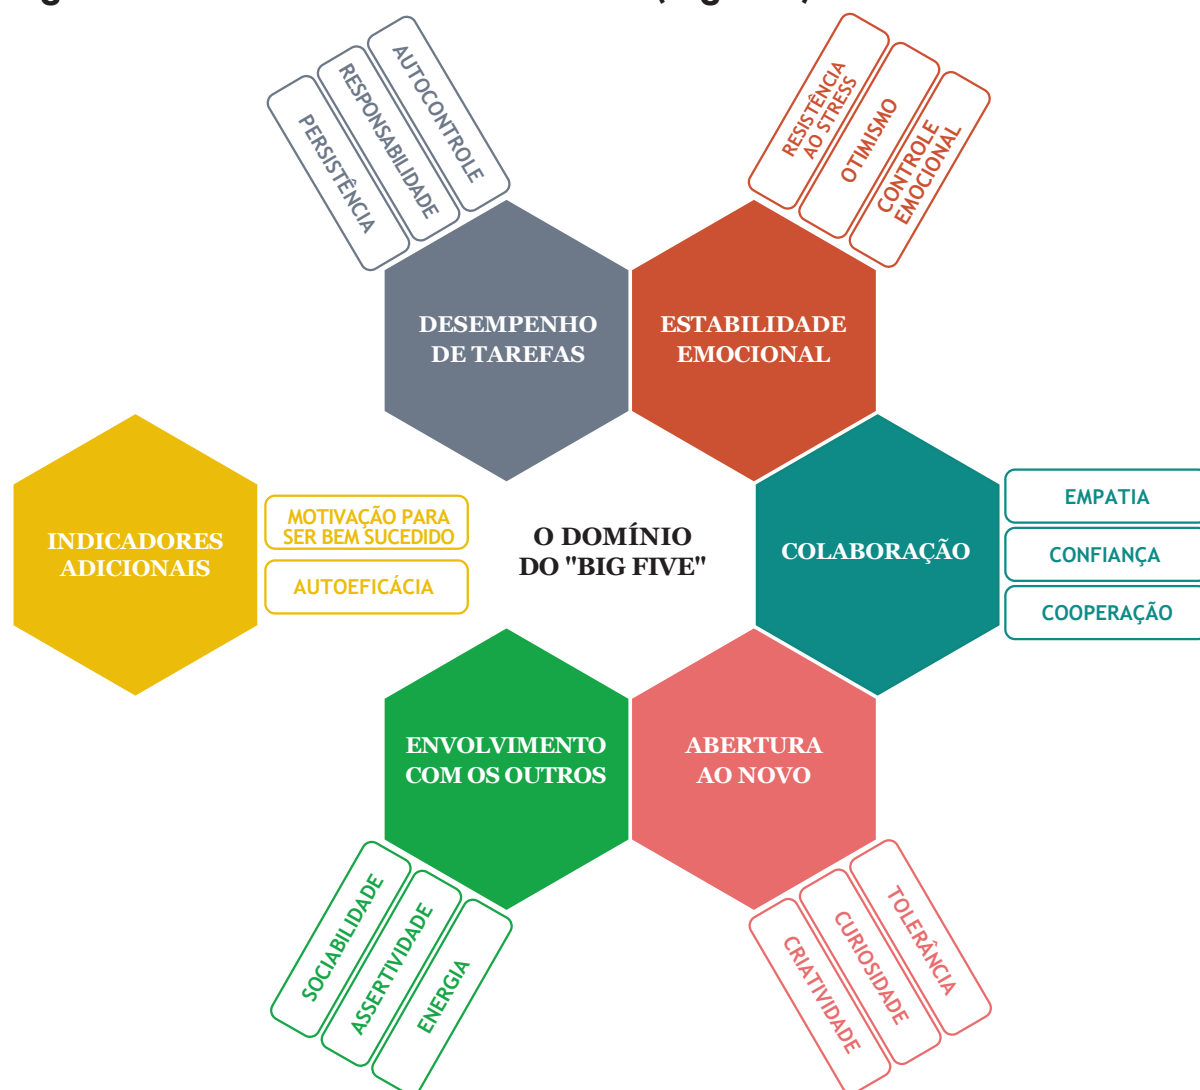 AUTOCONTROLE
RESPONSABILIDADE
PERSISTÊNCIA
RESISTÊNCIA
AO STRESS
OTIMISMO
CONTROLE
EMOCIONAL
DESEMPENHO
DE TAREFAS
ESTABILIDADE
EMOCIONAL
INDICADORES
ADICIONAIS
MOTIVAÇÃO PARA
SER BEM SUCEDIDO
AUTOEFICÁCIA
O DOMÍNIO
DO "BIG FIVE"
COLABORAÇÃO
EMPATIA
CONFIANÇA
COOPERAÇÃO
ENVOLVIMENTO
COM OS OUTROS
ABERTURA
AO NOVO
SOCIABILIDADE
ASSERTIVIDADE
ENERGIA
CRIATIVIDADE
CURIOSIDADE
TOLERÂNCIA